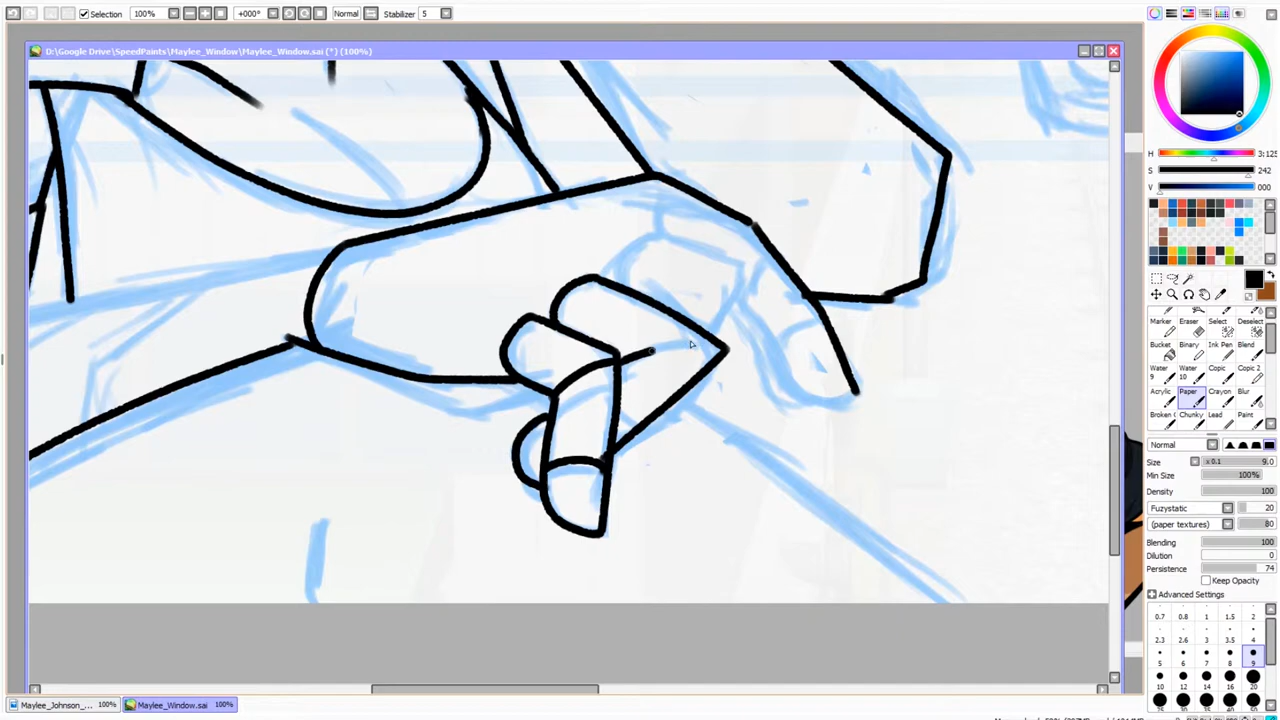 Selection 100% +000° Normal Stabilizer 5
D:\Google Drive\SpeedPaints\Maylee_Window\Maylee_Window.sai (*) (100%)
H 3:125
S 242
V 000
Marker Eraser Select Deselect
Bucket Binary Ink Pen Blend
Water 9 Water 10 Copic Copic 2
Acrylic Paper Crayon Blur
Broken C Chunky Lead Paint
Normal
Size x 0.1 9.0
Min Size 100%
Density 100
Fuzzystatic 20
(paper textures) 80
Blending 100
Dilution 0
Persistence 74
Keep Opacity
Advanced Settings
0.7 0.8 1 1.5 2
2.3 2.6 3 3.5 4
5 6 7 8 9
10 12 14 16 20
Maylee_Johnson_... 100% Maylee_Window.sai 100%